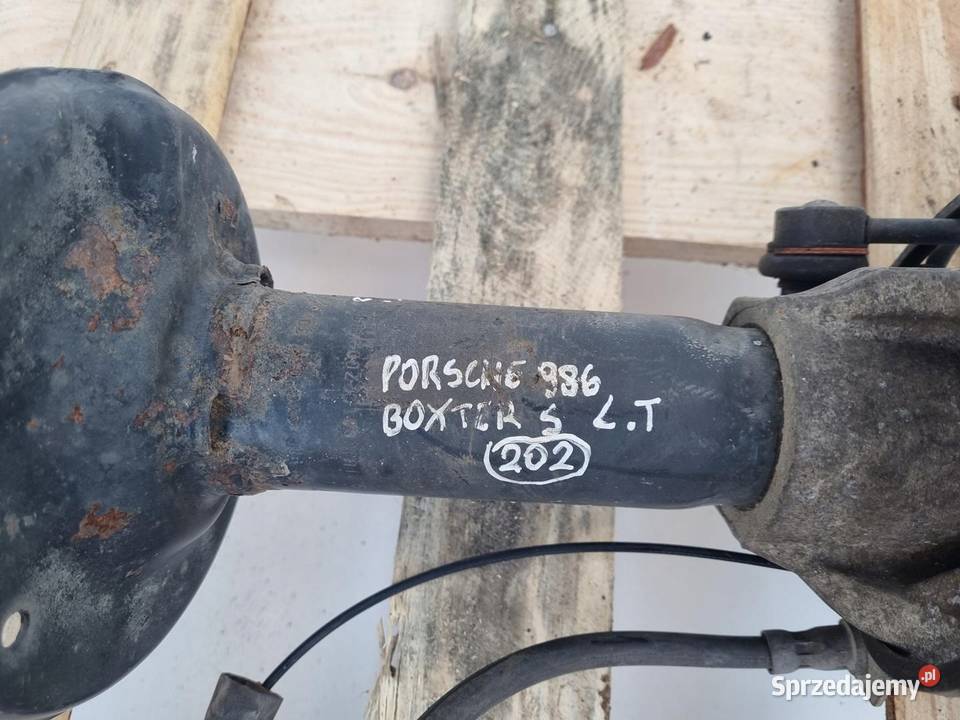 PORSCHE 986
BOXTER S L.T
202
Sprzedajemy.pl